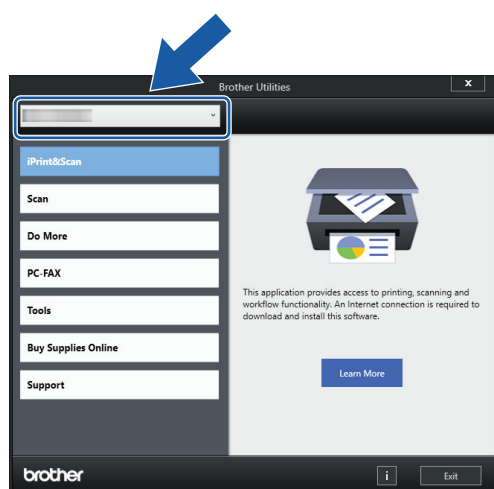 Brother Utilities
x
iPrint&Scan
Scan
Do More
PC-FAX
Tools
Buy Supplies Online
Support
This application provides access to printing, scanning and
workflow functionality. An Internet connection is required to
download and install this software.
Learn More
brother
i
Exit